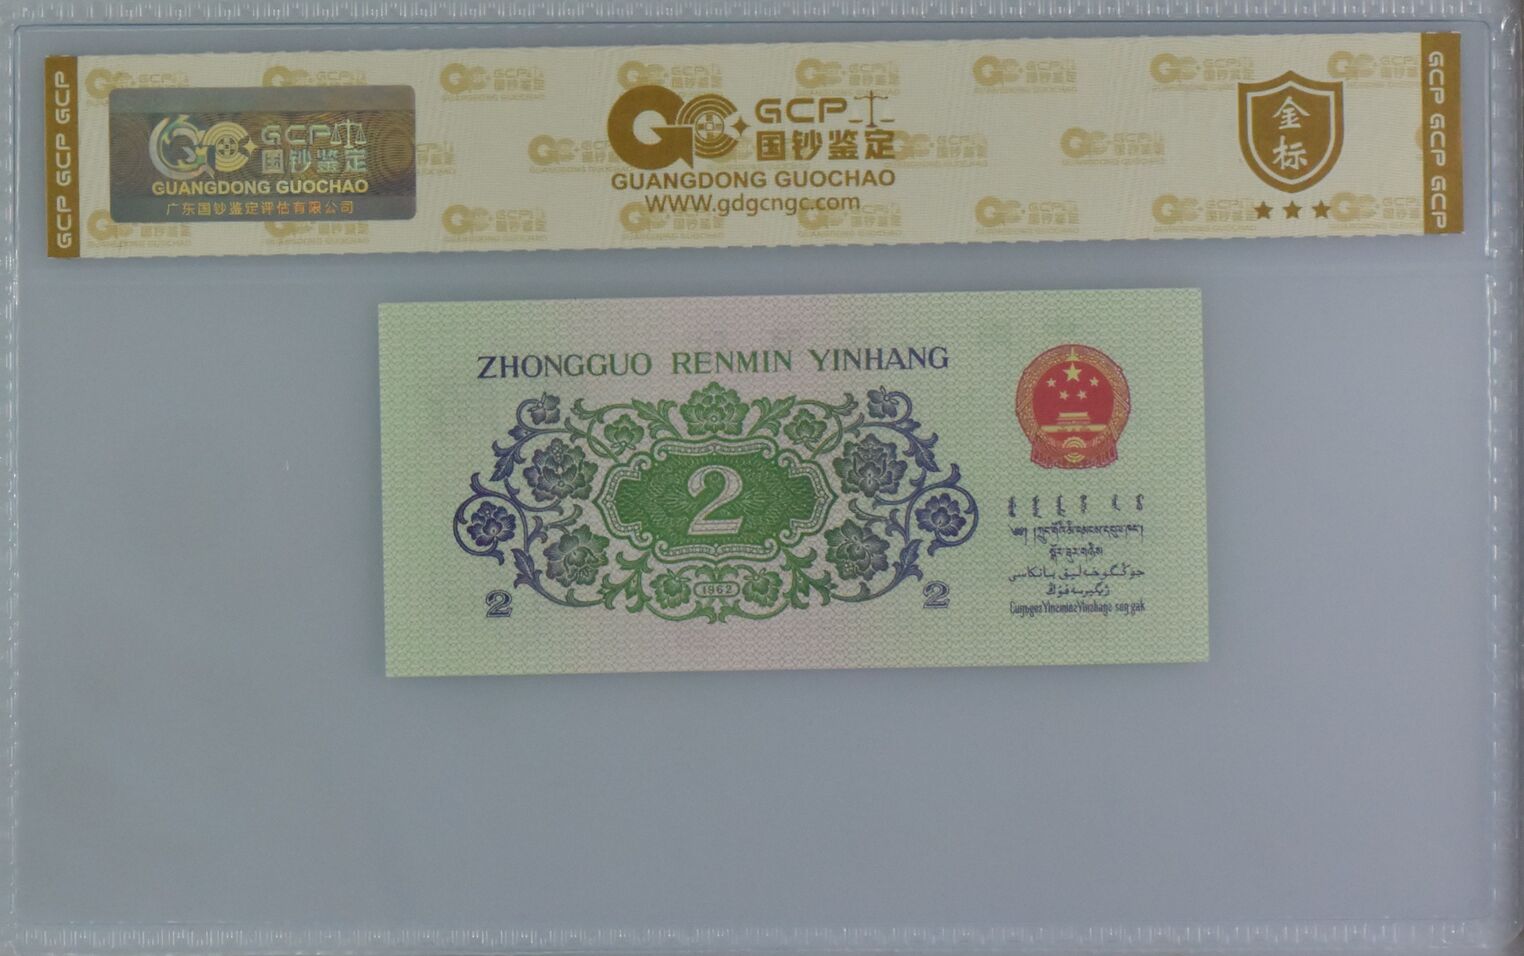 GCP GCP GCP
GCP
国钞鉴定
GUANGDONG GUOCHAO
广东国钞鉴定评估有限公司
GCP
国钞鉴定
GUANGDONG GUOCHAO
WWW.gdgcngc.com
金标
GCP GCP GCP
ZHONGGUO RENMIN YINHANG
2
1962
2
2
جۇڭگوخەلىق بانكاسى